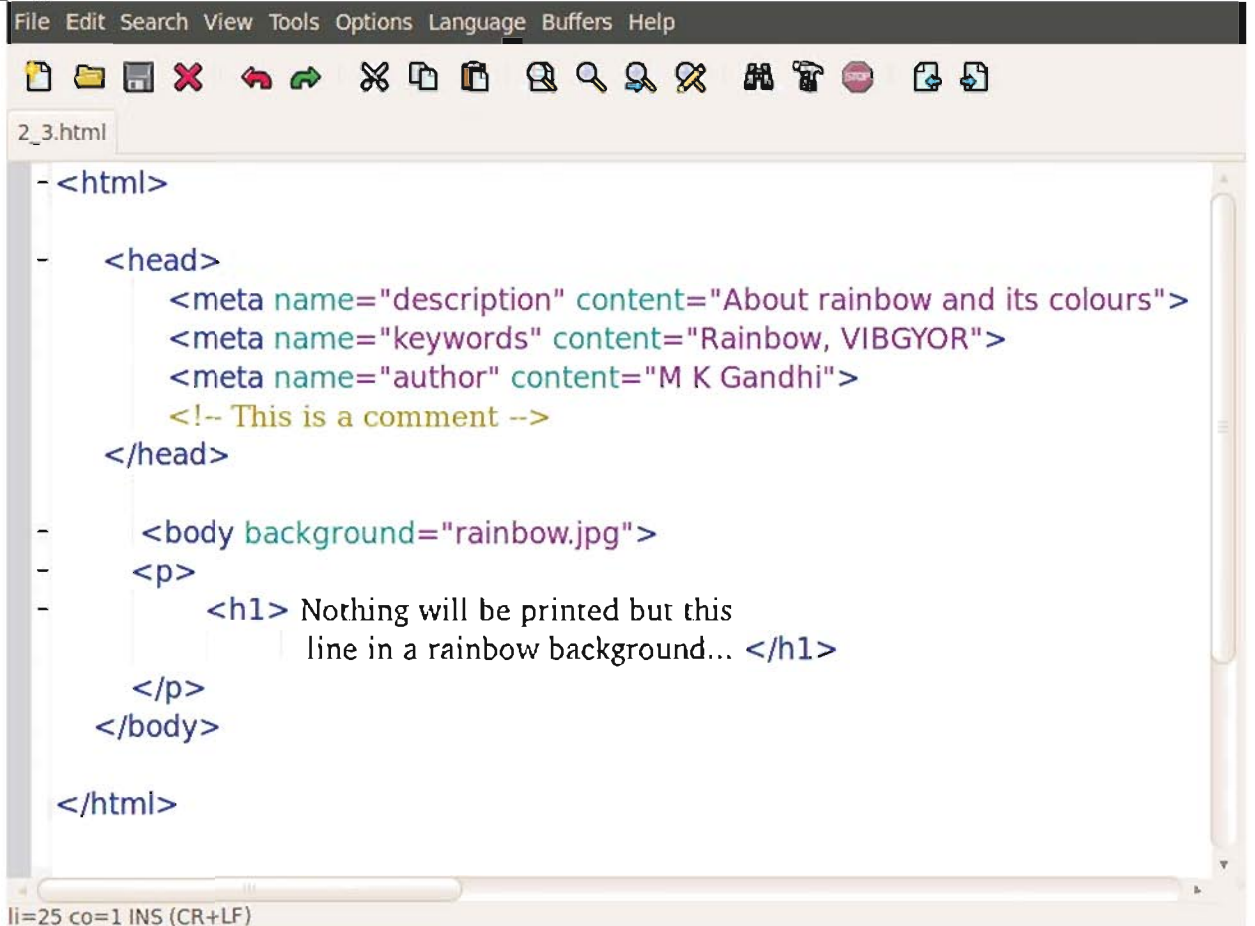 File Edit Search View Tools Options Language Buffers Help
STOP
2_3.html
<html>
<head>
<meta name="description" content="About rainbow and its colours">
<meta name="keywords" content="Rainbow, VIBGYOR">
<meta name="author" content="M K Gandhi">
<!-- This is a comment -->
</head>
<body background="rainbow.jpg">
<p>
<h1> Nothing will be printed but this
line in a rainbow background... </h1>
</p>
</body>
</html>
li=25 co=1 INS (CR+LF)